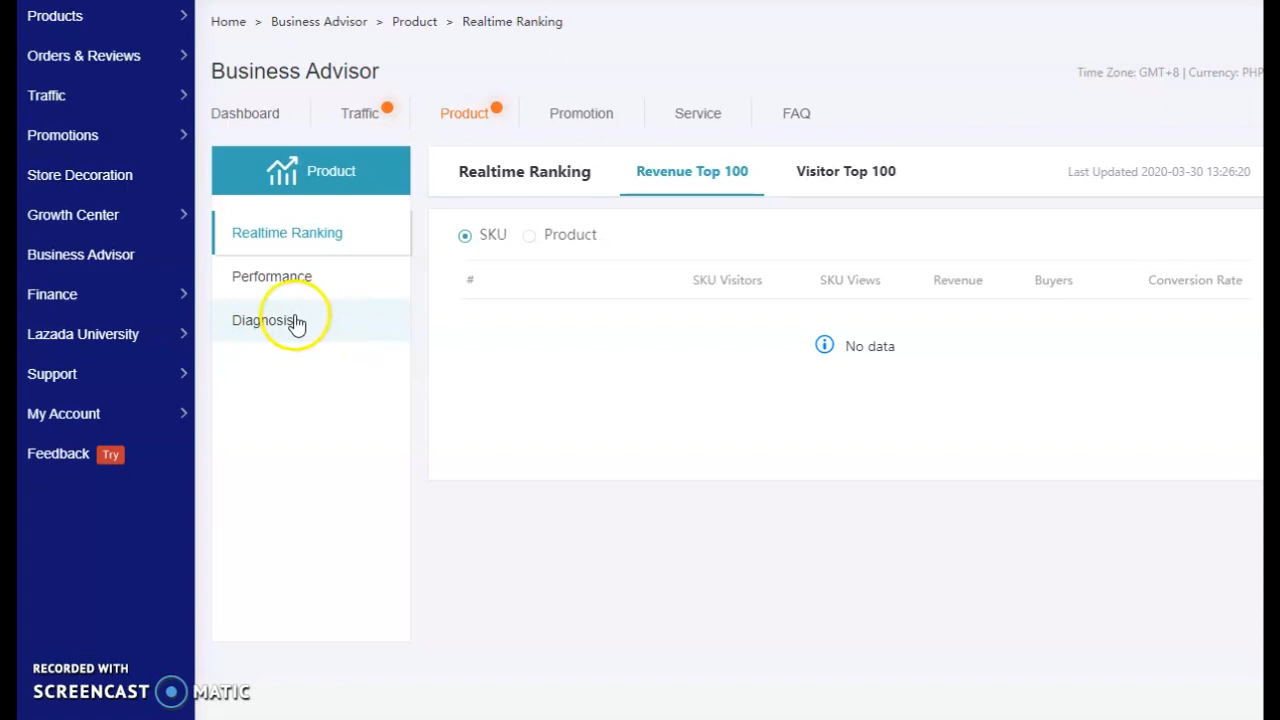 Products
Orders & Reviews
Traffic
Promotions
Store Decoration
Growth Center
Business Advisor
Finance
Lazada University
Support
My Account
Feedback Try
RECORDED WITH
SCREENCAST MATIC
Home > Business Advisor > Product > Realtime Ranking
Business Advisor
Time Zone: GMT+8 | Currency: PHP
Dashboard Traffic Product Promotion Service FAQ
Product
Realtime Ranking
Performance
Diagnosis
Realtime Ranking Revenue Top 100 Visitor Top 100 Last Updated 2020-03-30 13:26:20
SKU Product
# SKU Visitors SKU Views Revenue Buyers Conversion Rate
No data